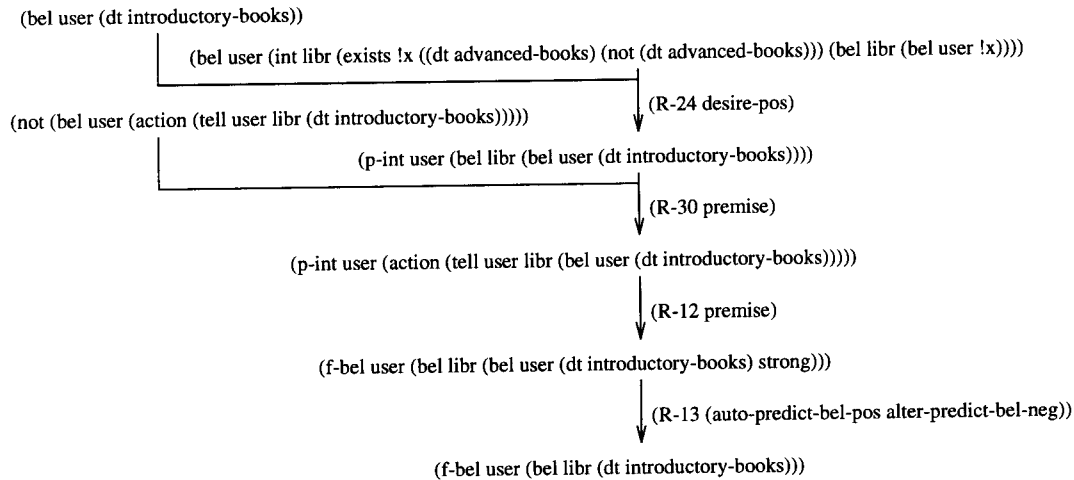 (bel user (dt introductory-books))
(bel user (int libr (exists !x ((dt advanced-books) (not (dt advanced-books))) (bel libr (bel user !x))))
(R-24 desire-pos)
(not (bel user (action (tell user libr (dt introductory-books)))))
(p-int user (bel libr (bel user (dt introductory-books))))
(R-30 premise)
(p-int user (action (tell user libr (bel user (dt introductory-books)))))
(R-12 premise)
(f-bel user (bel libr (bel user (dt introductory-books) strong)))
(R-13 (auto-predict-bel-pos alter-predict-bel-neg))
(f-bel user (bel libr (dt introductory-books)))